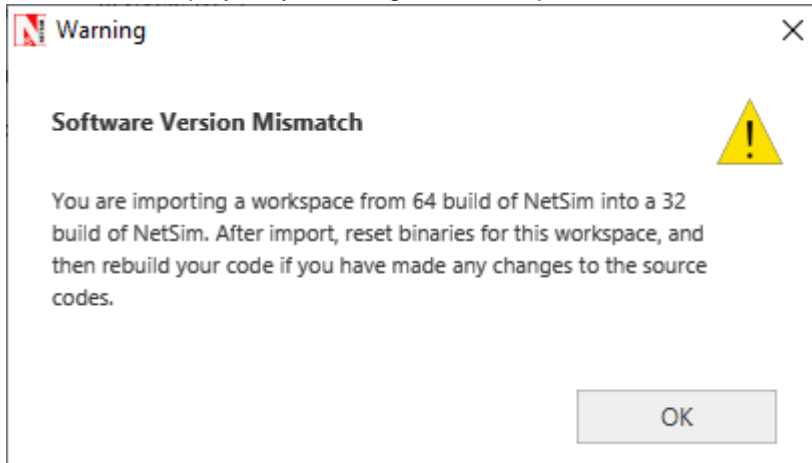 Warning
Software Version Mismatch
You are importing a workspace from 64 build of NetSim into a 32
build of NetSim. After import, reset binaries for this workspace, and
then rebuild your code if you have made any changes to the source
codes.
OK